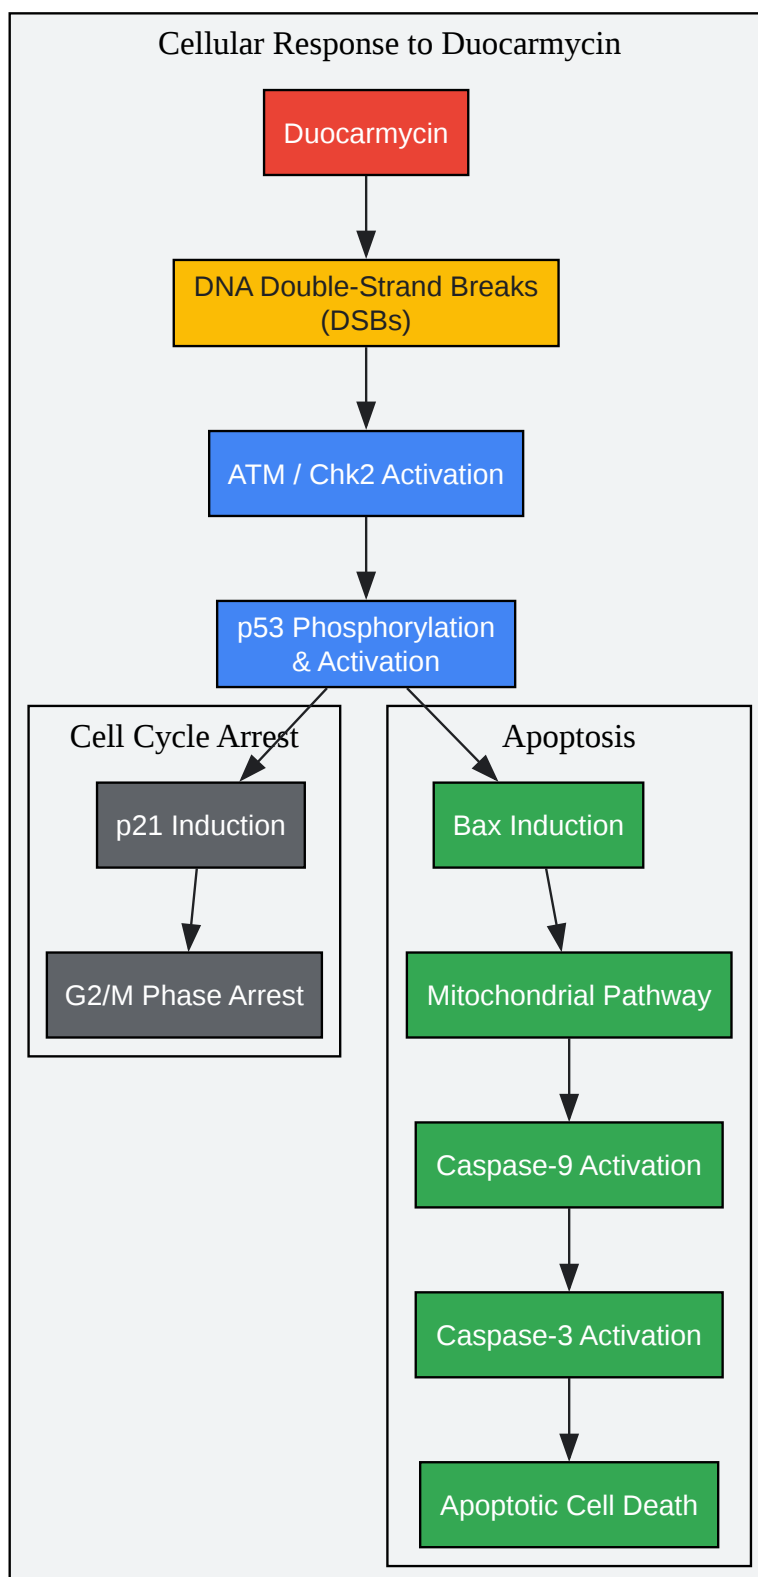 Cellular Response to Duocarmycin
Duocarmycin
DNA Double-Strand Breaks
(DSBs)
ATM / Chk2 Activation
p53 Phosphorylation
& Activation
Cell Cycle Arrest
p21 Induction
G2/M Phase Arrest
Apoptosis
Bax Induction
Mitochondrial Pathway
Caspase-9 Activation
Caspase-3 Activation
Apoptotic Cell Death